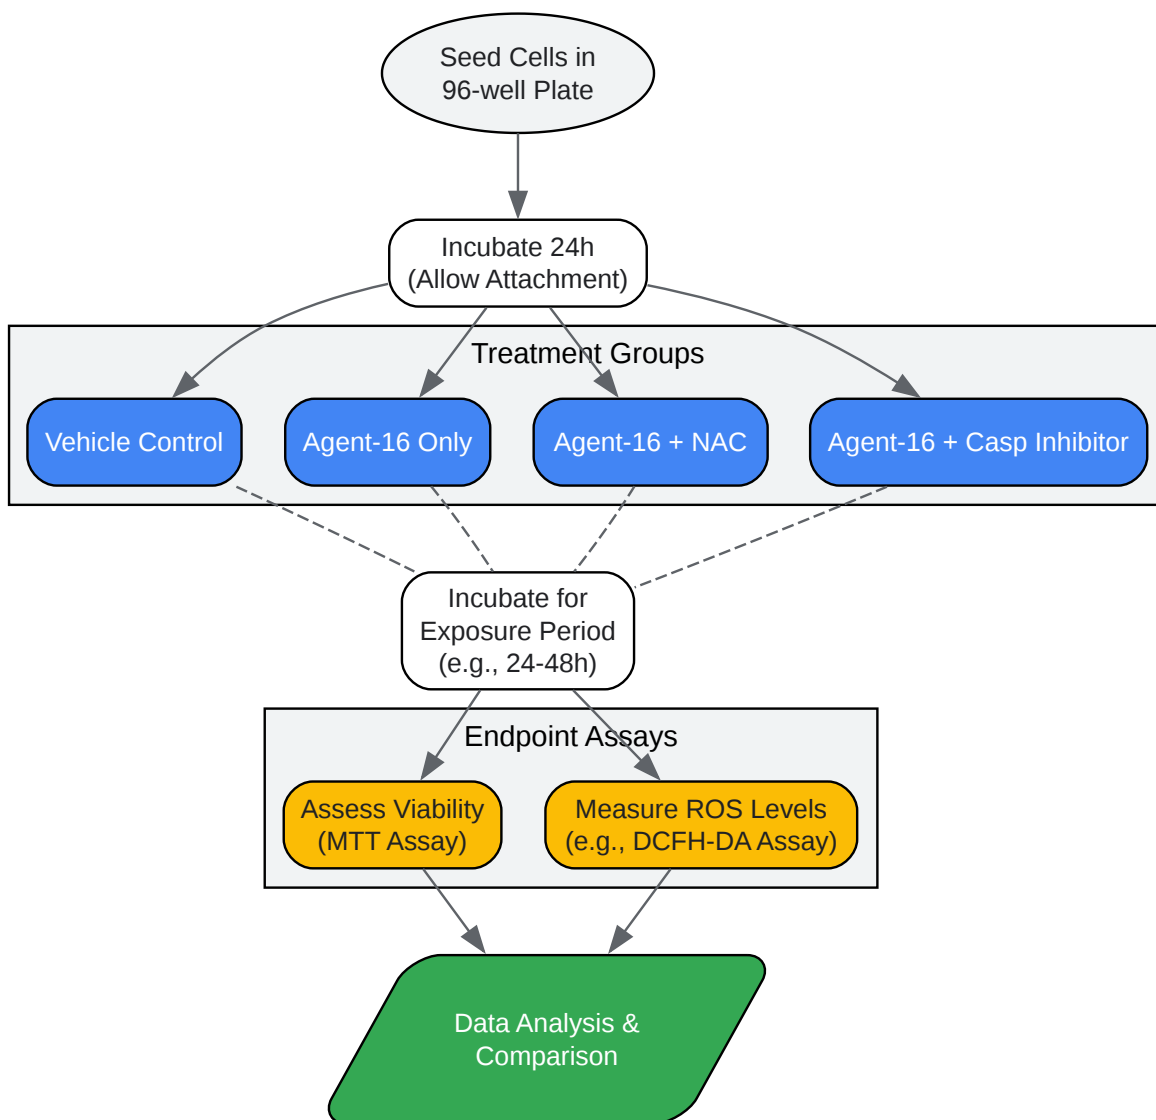 Seed Cells in
96-well Plate
Incubate 24h
(Allow Attachment)
Treatment Groups
Vehicle Control
Agent-16 Only
Agent-16 + NAC
Agent-16 + Casp Inhibitor
Incubate for
Exposure Period
(e.g., 24-48h)
Endpoint Assays
Assess Viability
(MTT Assay)
Measure ROS Levels
(e.g., DCFH-DA Assay)
Data Analysis &
Comparison